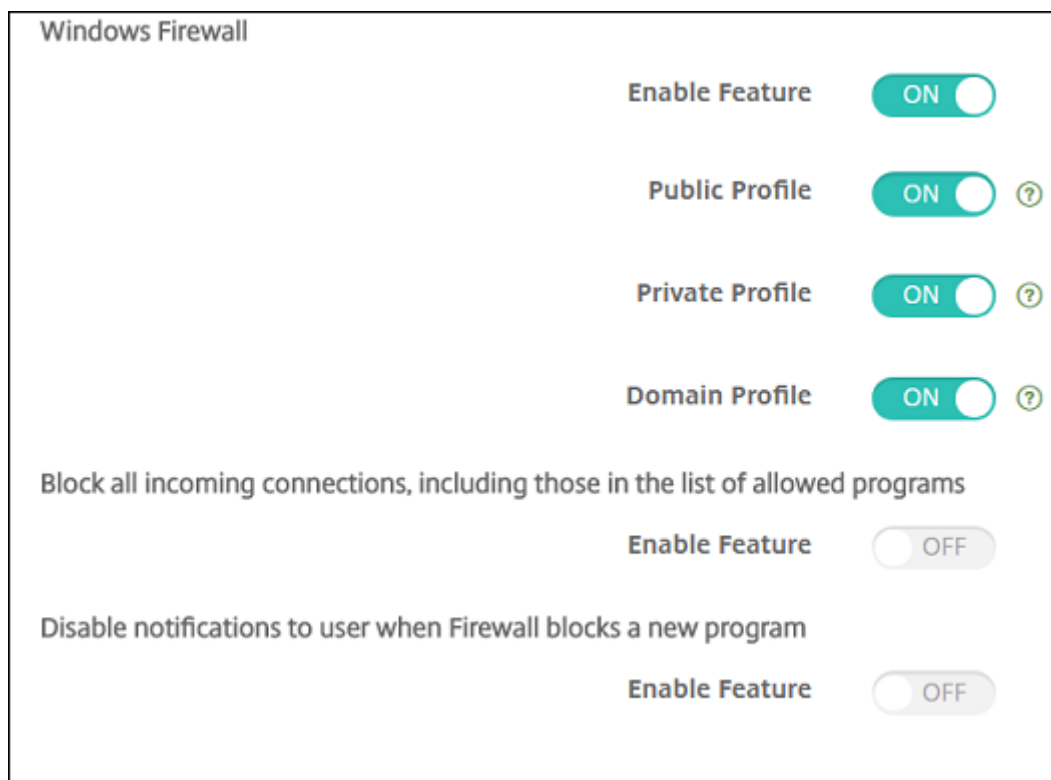 Windows Firewall
Enable Feature ON
Public Profile ON ?
Private Profile ON ?
Domain Profile ON ?
Block all incoming connections, including those in the list of allowed programs
Enable Feature OFF
Disable notifications to user when Firewall blocks a new program
Enable Feature OFF